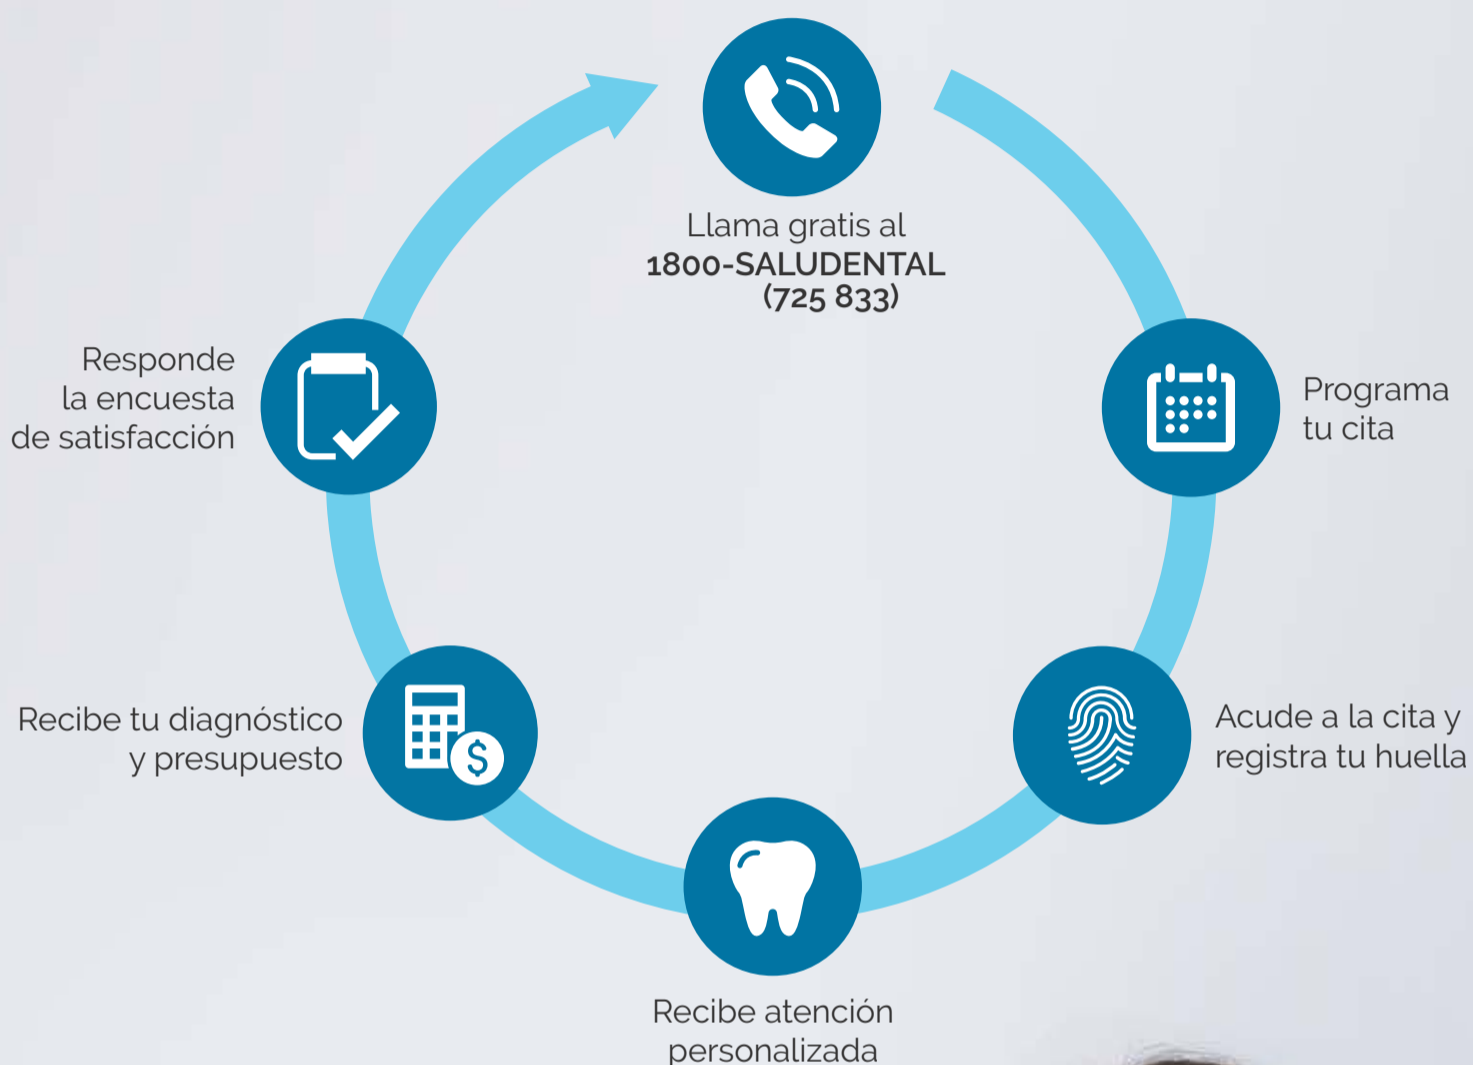 Llama gratis al
1800-SALUDENTAL
(725 833)
Programa
tu cita
Acude a la cita y
registra tu huella
Recibe atención
personalizada
Recibe tu diagnóstico
y presupuesto
$
Responde
la encuesta
de satisfacción